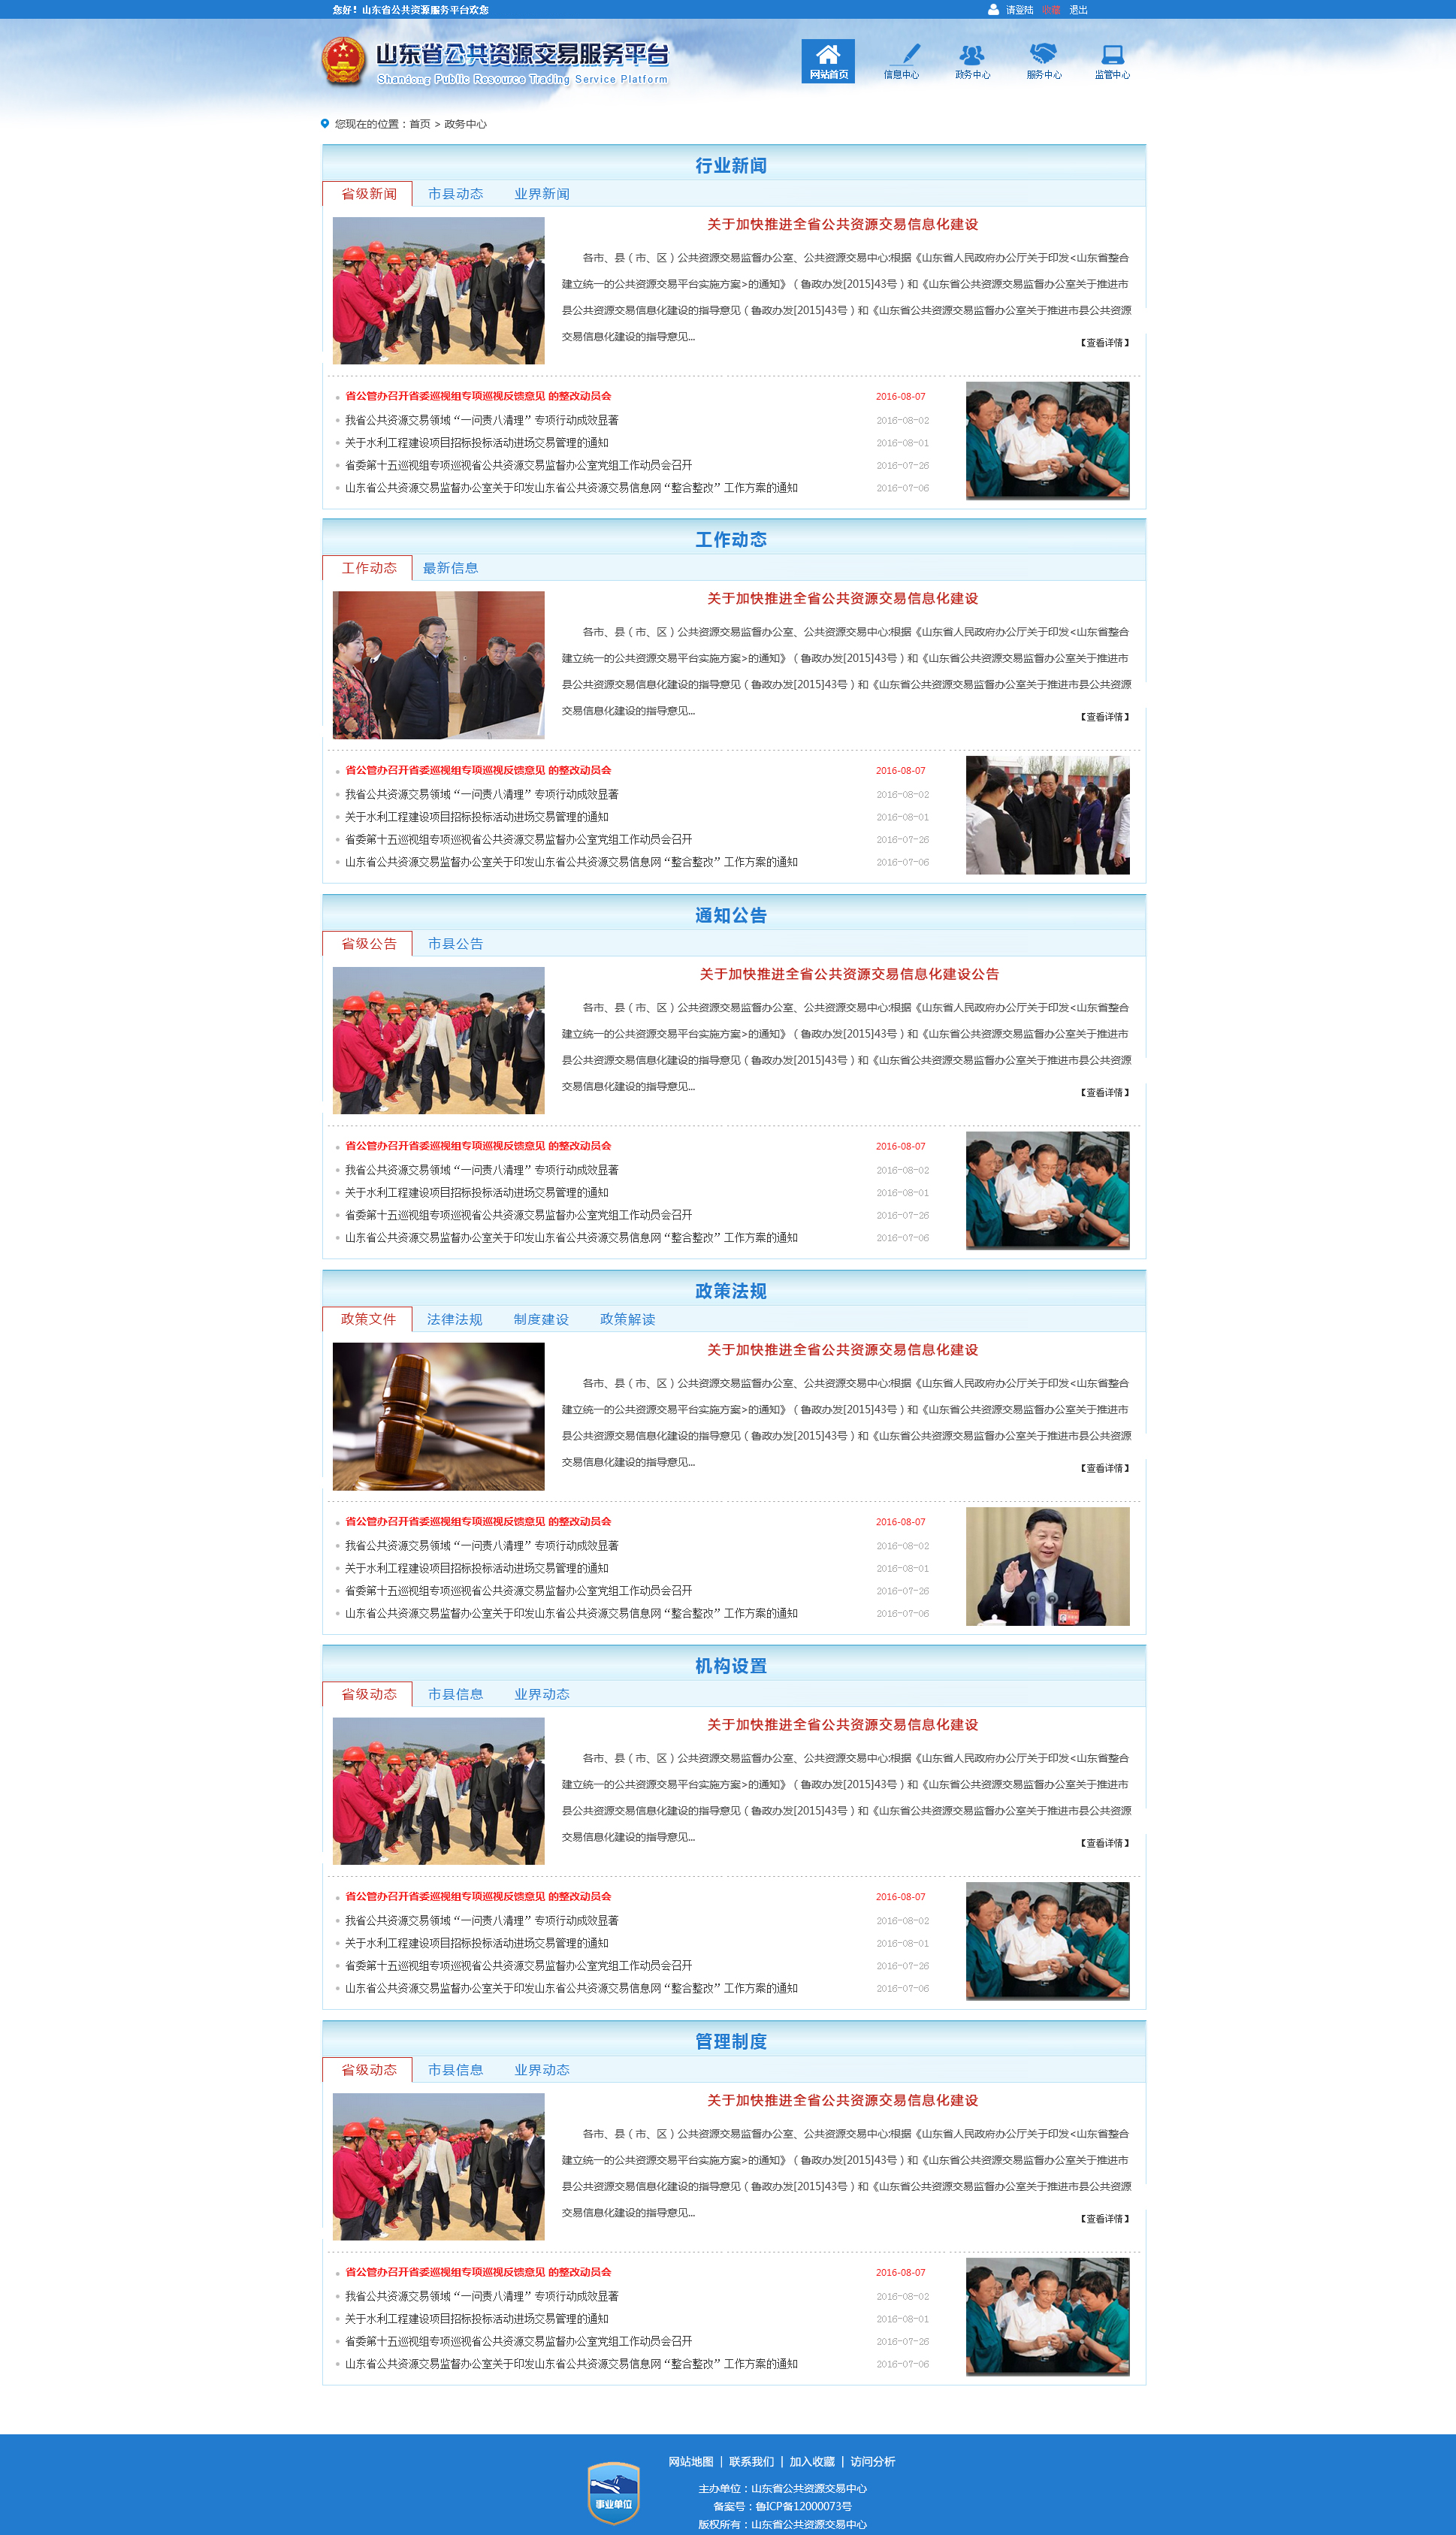 您好！山东省公共资源服务平台欢您
请登陆 收藏 退出
山东省公共资源交易服务平台
Shandong Public Resource Trading Service Platform
网站首页 信息中心 政务中心 服务中心 监管中心
您现在的位置：首页 > 政务中心
行业新闻
省级新闻 市县动态 业界新闻
关于加快推进全省公共资源交易信息化建设
各市、县（市、区）公共资源交易监督办公室、公共资源交易中心:根据《山东省人民政府办公厅关于印发<山东省整合
建立统一的公共资源交易平台实施方案>的通知》（鲁政办发[2015]43号）和《山东省公共资源交易监督办公室关于推进市
县公共资源交易信息化建设的指导意见（鲁政办发[2015]43号）和《山东省公共资源交易监督办公室关于推进市县公共资源
交易信息化建设的指导意见...
【查看详情】
省公管办召开省委巡视组专项巡视反馈意见 的整改动员会 2016-08-07
我省公共资源交易领域“一问责八清理”专项行动成效显著 2016-08-02
关于水利工程建设项目招标投标活动进场交易管理的通知 2016-08-01
省委第十五巡视组专项巡视省公共资源交易监督办公室党组工作动员会召开 2016-07-26
山东省公共资源交易监督办公室关于印发山东省公共资源交易信息网“整合整改”工作方案的通知 2016-07-06
工作动态
工作动态 最新信息
关于加快推进全省公共资源交易信息化建设
各市、县（市、区）公共资源交易监督办公室、公共资源交易中心:根据《山东省人民政府办公厅关于印发<山东省整合
建立统一的公共资源交易平台实施方案>的通知》（鲁政办发[2015]43号）和《山东省公共资源交易监督办公室关于推进市
县公共资源交易信息化建设的指导意见（鲁政办发[2015]43号）和《山东省公共资源交易监督办公室关于推进市县公共资源
交易信息化建设的指导意见...
【查看详情】
省公管办召开省委巡视组专项巡视反馈意见 的整改动员会 2016-08-07
我省公共资源交易领域“一问责八清理”专项行动成效显著 2016-08-02
关于水利工程建设项目招标投标活动进场交易管理的通知 2016-08-01
省委第十五巡视组专项巡视省公共资源交易监督办公室党组工作动员会召开 2016-07-26
山东省公共资源交易监督办公室关于印发山东省公共资源交易信息网“整合整改”工作方案的通知 2016-07-06
通知公告
省级公告 市县公告
关于加快推进全省公共资源交易信息化建设公告
各市、县（市、区）公共资源交易监督办公室、公共资源交易中心:根据《山东省人民政府办公厅关于印发<山东省整合
建立统一的公共资源交易平台实施方案>的通知》（鲁政办发[2015]43号）和《山东省公共资源交易监督办公室关于推进市
县公共资源交易信息化建设的指导意见（鲁政办发[2015]43号）和《山东省公共资源交易监督办公室关于推进市县公共资源
交易信息化建设的指导意见...
【查看详情】
省公管办召开省委巡视组专项巡视反馈意见 的整改动员会 2016-08-07
我省公共资源交易领域“一问责八清理”专项行动成效显著 2016-08-02
关于水利工程建设项目招标投标活动进场交易管理的通知 2016-08-01
省委第十五巡视组专项巡视省公共资源交易监督办公室党组工作动员会召开 2016-07-26
山东省公共资源交易监督办公室关于印发山东省公共资源交易信息网“整合整改”工作方案的通知 2016-07-06
政策法规
政策文件 法律法规 制度建设 政策解读
关于加快推进全省公共资源交易信息化建设
各市、县（市、区）公共资源交易监督办公室、公共资源交易中心:根据《山东省人民政府办公厅关于印发<山东省整合
建立统一的公共资源交易平台实施方案>的通知》（鲁政办发[2015]43号）和《山东省公共资源交易监督办公室关于推进市
县公共资源交易信息化建设的指导意见（鲁政办发[2015]43号）和《山东省公共资源交易监督办公室关于推进市县公共资源
交易信息化建设的指导意见...
【查看详情】
省公管办召开省委巡视组专项巡视反馈意见 的整改动员会 2016-08-07
我省公共资源交易领域“一问责八清理”专项行动成效显著 2016-08-02
关于水利工程建设项目招标投标活动进场交易管理的通知 2016-08-01
省委第十五巡视组专项巡视省公共资源交易监督办公室党组工作动员会召开 2016-07-26
山东省公共资源交易监督办公室关于印发山东省公共资源交易信息网“整合整改”工作方案的通知 2016-07-06
机构设置
省级动态 市县信息 业界动态
关于加快推进全省公共资源交易信息化建设
各市、县（市、区）公共资源交易监督办公室、公共资源交易中心:根据《山东省人民政府办公厅关于印发<山东省整合
建立统一的公共资源交易平台实施方案>的通知》（鲁政办发[2015]43号）和《山东省公共资源交易监督办公室关于推进市
县公共资源交易信息化建设的指导意见（鲁政办发[2015]43号）和《山东省公共资源交易监督办公室关于推进市县公共资源
交易信息化建设的指导意见...
【查看详情】
省公管办召开省委巡视组专项巡视反馈意见 的整改动员会 2016-08-07
我省公共资源交易领域“一问责八清理”专项行动成效显著 2016-08-02
关于水利工程建设项目招标投标活动进场交易管理的通知 2016-08-01
省委第十五巡视组专项巡视省公共资源交易监督办公室党组工作动员会召开 2016-07-26
山东省公共资源交易监督办公室关于印发山东省公共资源交易信息网“整合整改”工作方案的通知 2016-07-06
管理制度
省级动态 市县信息 业界动态
关于加快推进全省公共资源交易信息化建设
各市、县（市、区）公共资源交易监督办公室、公共资源交易中心:根据《山东省人民政府办公厅关于印发<山东省整合
建立统一的公共资源交易平台实施方案>的通知》（鲁政办发[2015]43号）和《山东省公共资源交易监督办公室关于推进市
县公共资源交易信息化建设的指导意见（鲁政办发[2015]43号）和《山东省公共资源交易监督办公室关于推进市县公共资源
交易信息化建设的指导意见...
【查看详情】
省公管办召开省委巡视组专项巡视反馈意见 的整改动员会 2016-08-07
我省公共资源交易领域“一问责八清理”专项行动成效显著 2016-08-02
关于水利工程建设项目招标投标活动进场交易管理的通知 2016-08-01
省委第十五巡视组专项巡视省公共资源交易监督办公室党组工作动员会召开 2016-07-26
山东省公共资源交易监督办公室关于印发山东省公共资源交易信息网“整合整改”工作方案的通知 2016-07-06
网站地图 | 联系我们 | 加入收藏 | 访问分析
事业单位
主办单位：山东省公共资源交易中心
备案号：鲁ICP备12000073号
版权所有：山东省公共资源交易中心